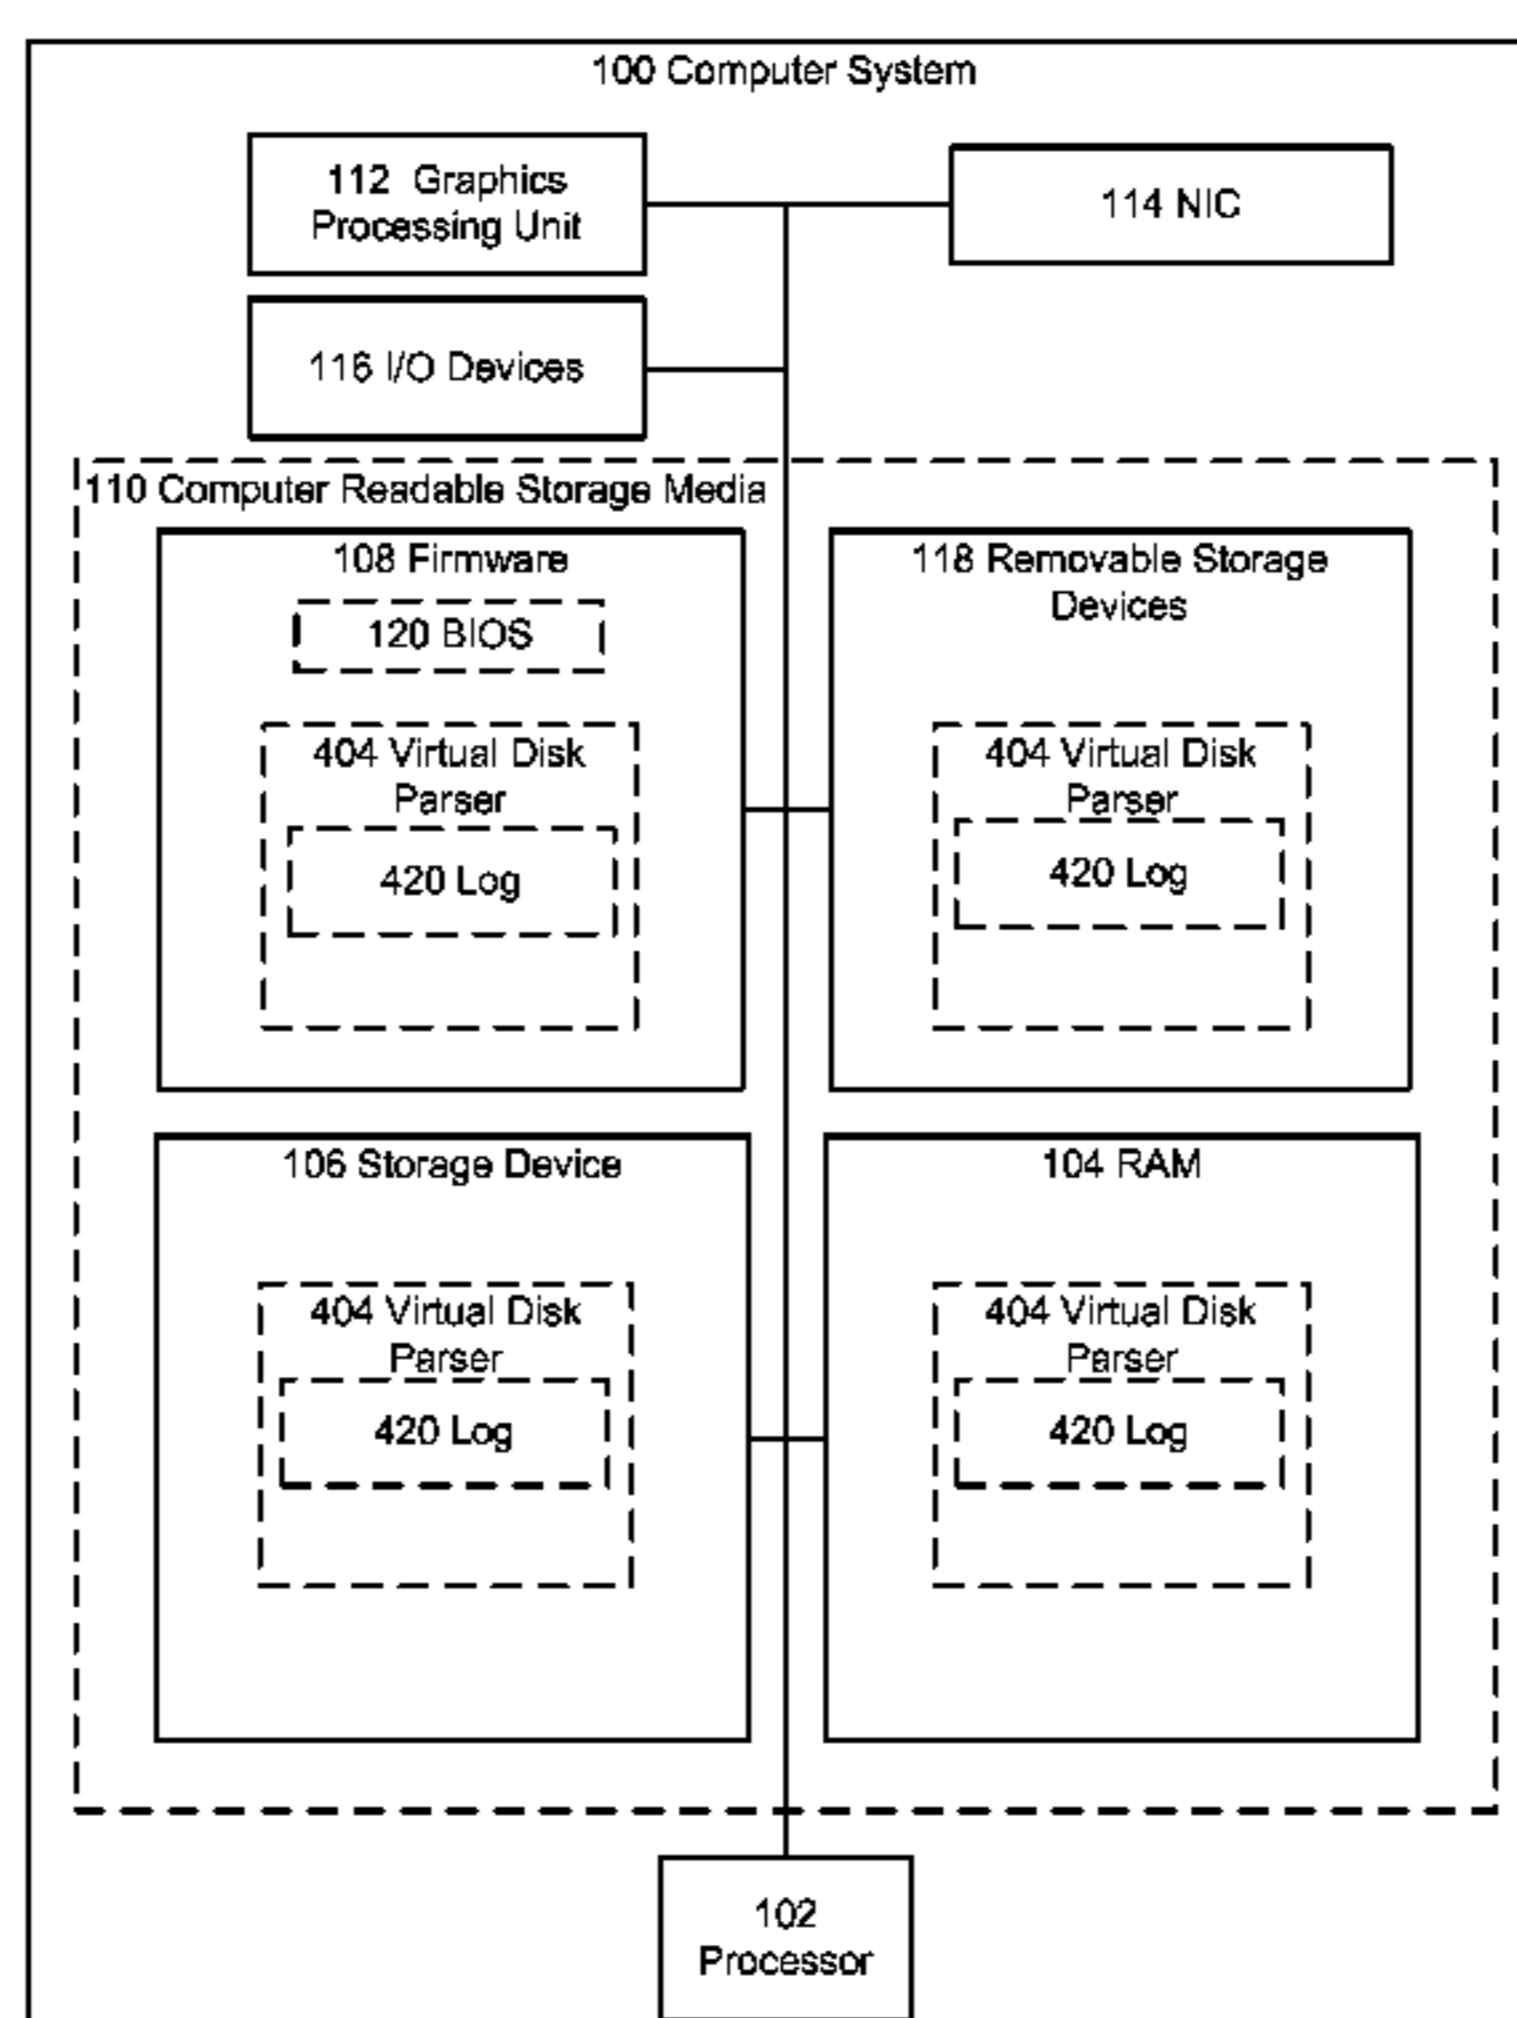 100 Computer System
112 Graphics
Processing Unit
114 NIC
116 I/O Devices
110 Computer Readable Storage Media
108 Firmware
120 BIOS
404 Virtual Disk
Parser
420 Log
118 Removable Storage
Devices
404 Virtual Disk
Parser
420 Log
106 Storage Device
404 Virtual Disk
Parser
420 Log
104 RAM
404 Virtual Disk
Parser
420 Log
102
Processor